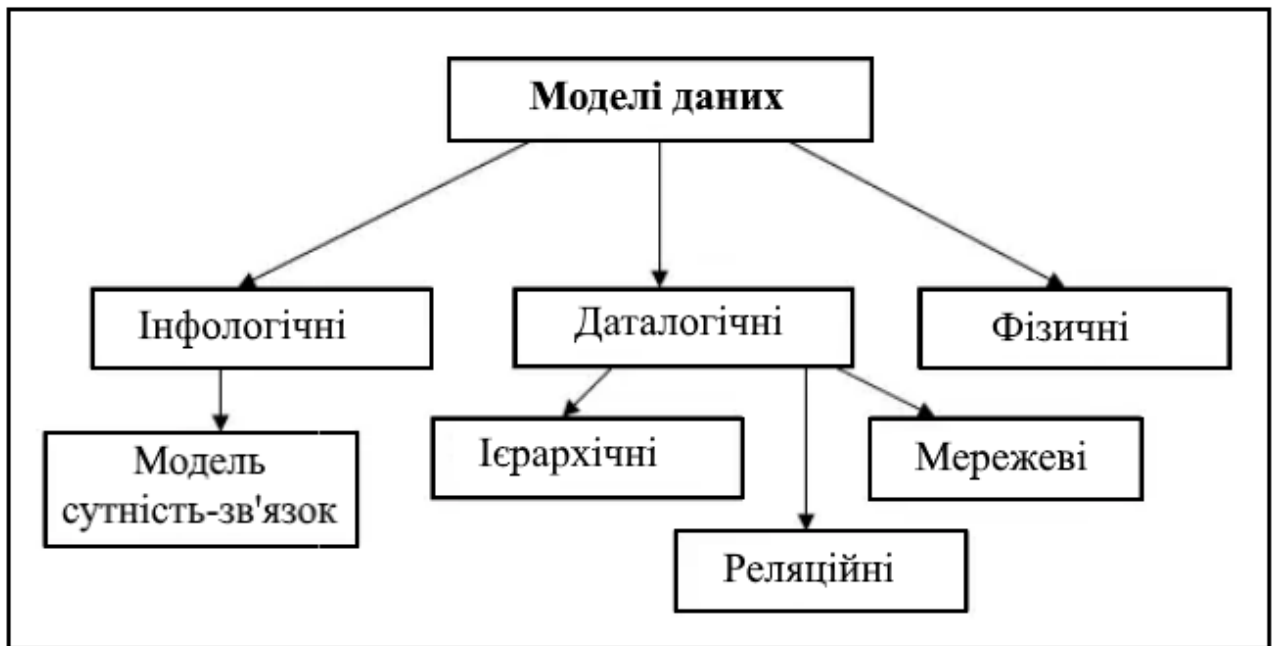 Моделі даних
Інфологічні
Даталогічні
Фізичні
Модель
сутність-зв'язок
Ієрархічні
Мережеві
Реляційні